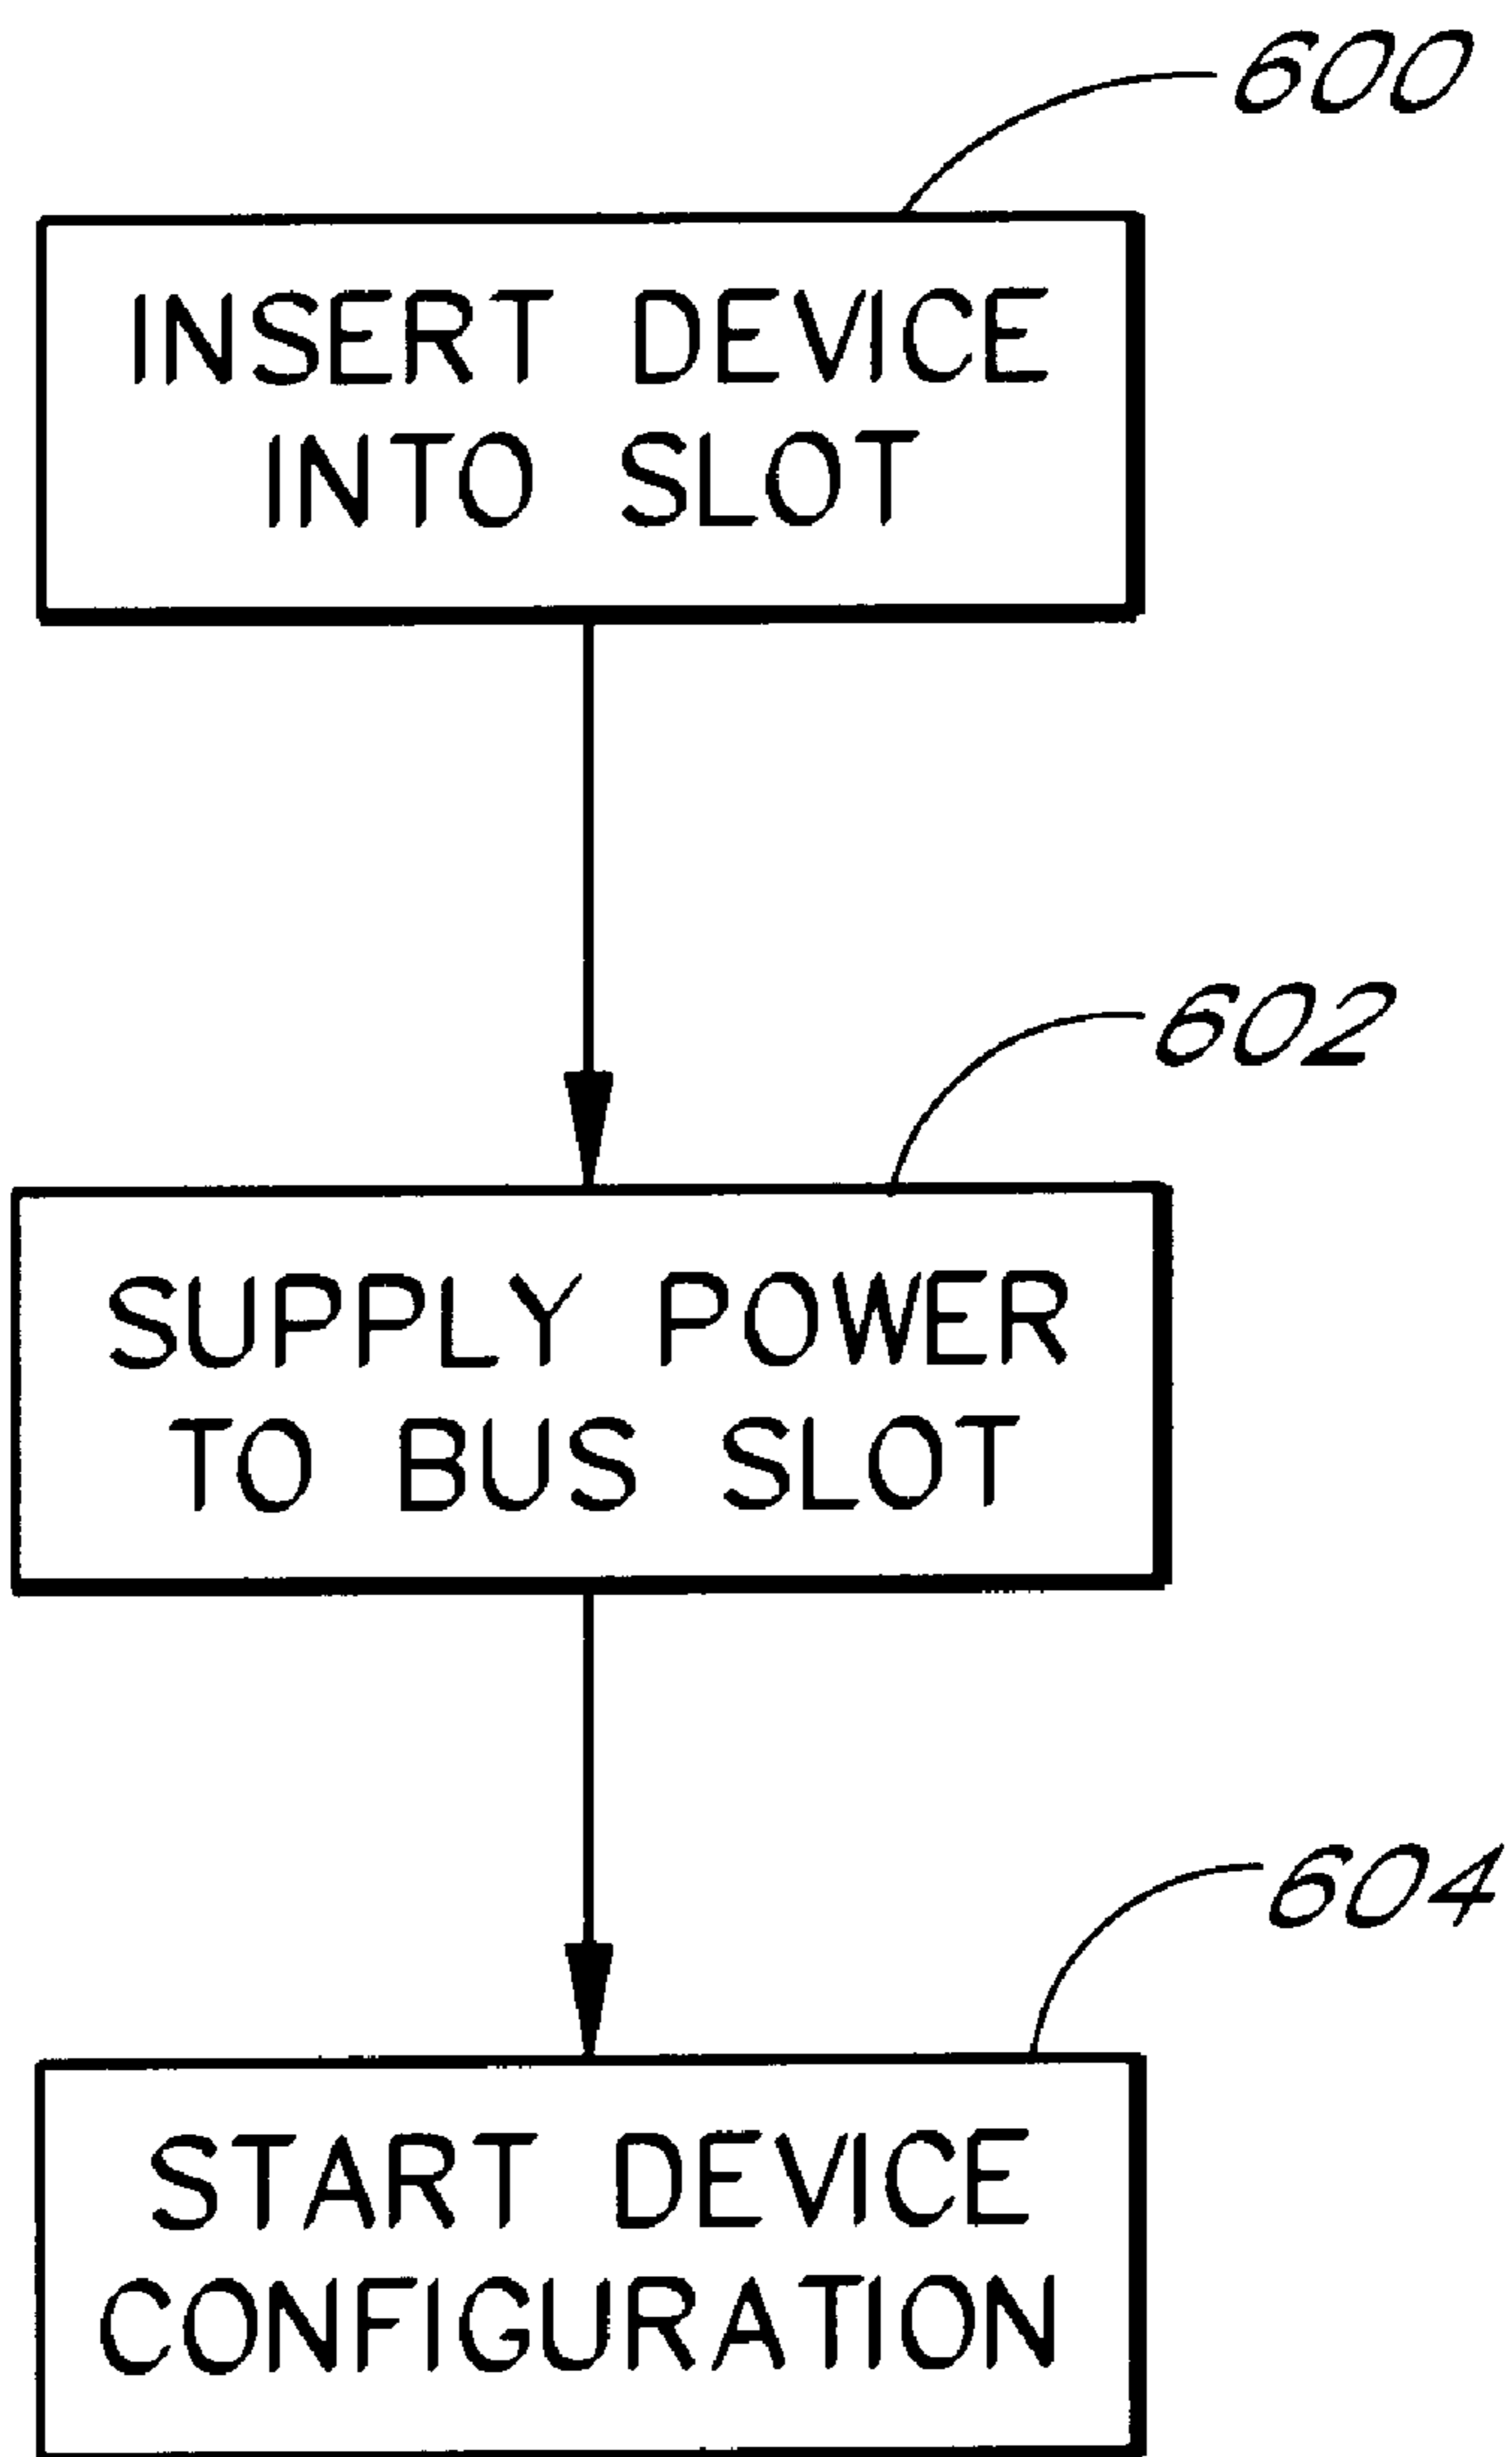 600
INSERT DEVICE
INTO SLOT
602
SUPPLY POWER
TO BUS SLOT
604
START DEVICE
CONFIGURATION